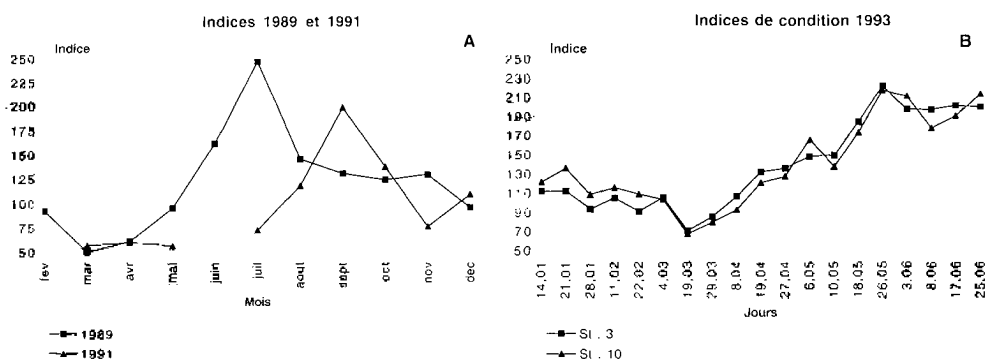 Indices 1989 et 1991
A
Indice
250
225
200
175
150
125
100
75
50
fev
mar
avr
mai
juin
juil
aout
sept
oct
nov
dec
Mois
1989
1991
Indices de condition 1993
B
Indice
250
230
210
190
170
150
130
110
90
70
50
14.01
21.01
28.01
11.02
22.02
4.03
19.03
29.03
8.04
19.04
27.04
6.05
10.05
18.05
26.05
3.06
8.06
17.06
25.06
Jours
St. 3
St. 10